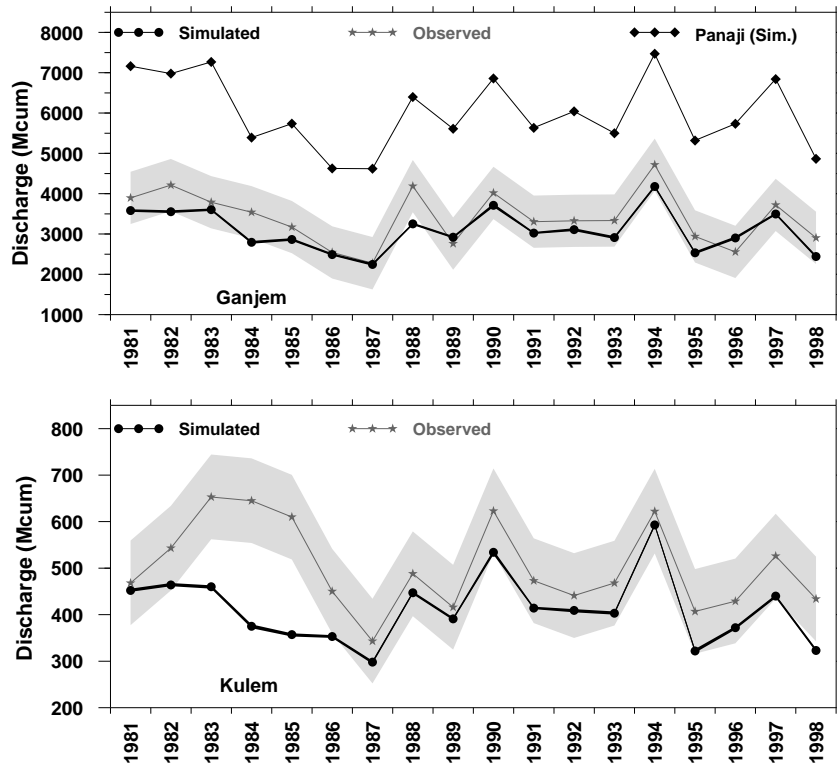 Simulated Observed Panaji (Sim.)
8000
7000
6000
5000
4000
3000
2000
1000
Discharge (Mcum)
Ganjem
1981 1982 1983 1984 1985 1986 1987 1988 1989 1990 1991 1992 1993 1994 1995 1996 1997 1998
Simulated Observed
800
700
600
500
400
300
200
Discharge (Mcum)
Kulem
1981 1982 1983 1984 1985 1986 1987 1988 1989 1990 1991 1992 1993 1994 1995 1996 1997 1998